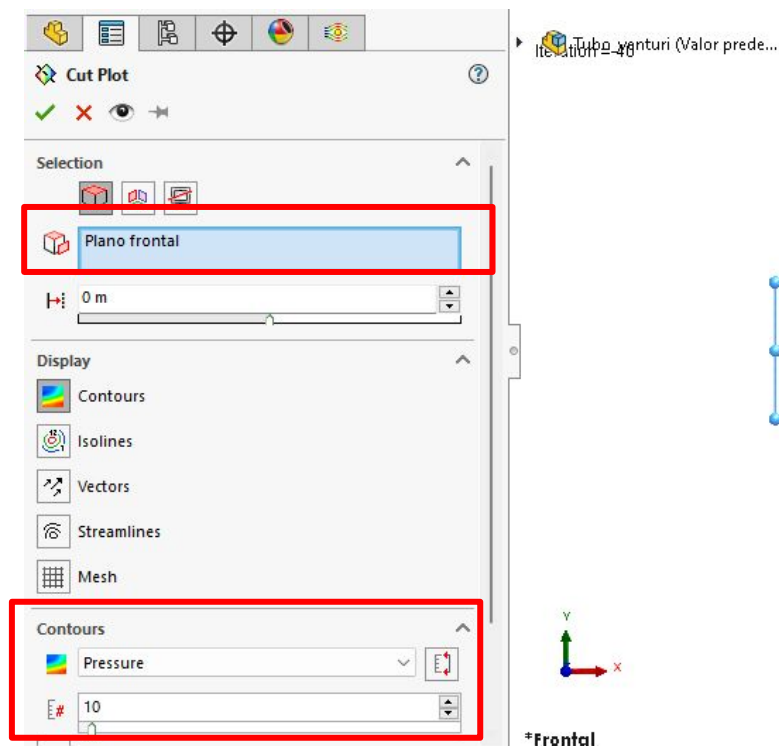 Cut Plot
Selection
Plano frontal
0 m
Display
Contours
Isolines
Vectors
Streamlines
Mesh
Contours
Pressure
10
Iteration = 40
Tubo_venturi (Valor prede...
Y
X
*Frontal